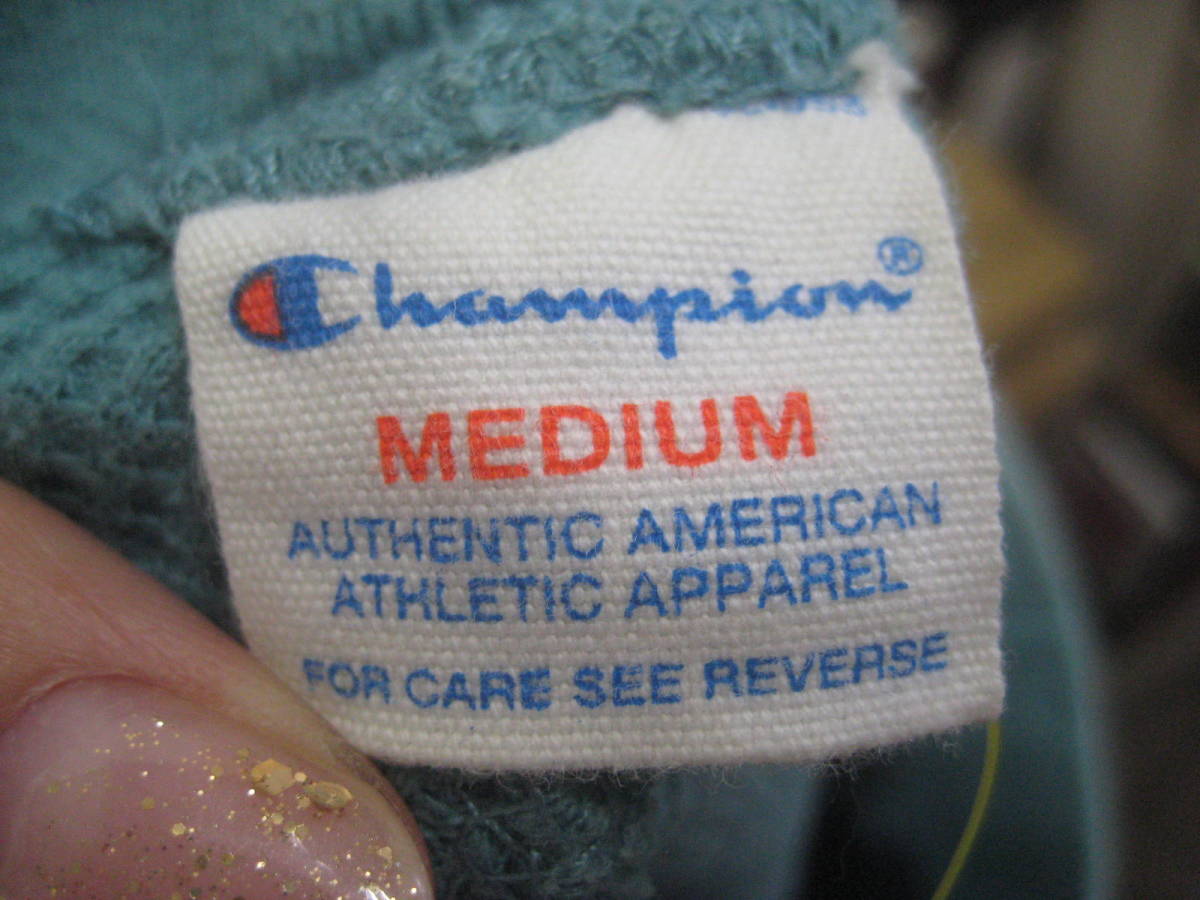 Champion®
MEDIUM
AUTHENTIC AMERICAN
ATHLETIC APPAREL
FOR CARE SEE REVERSE